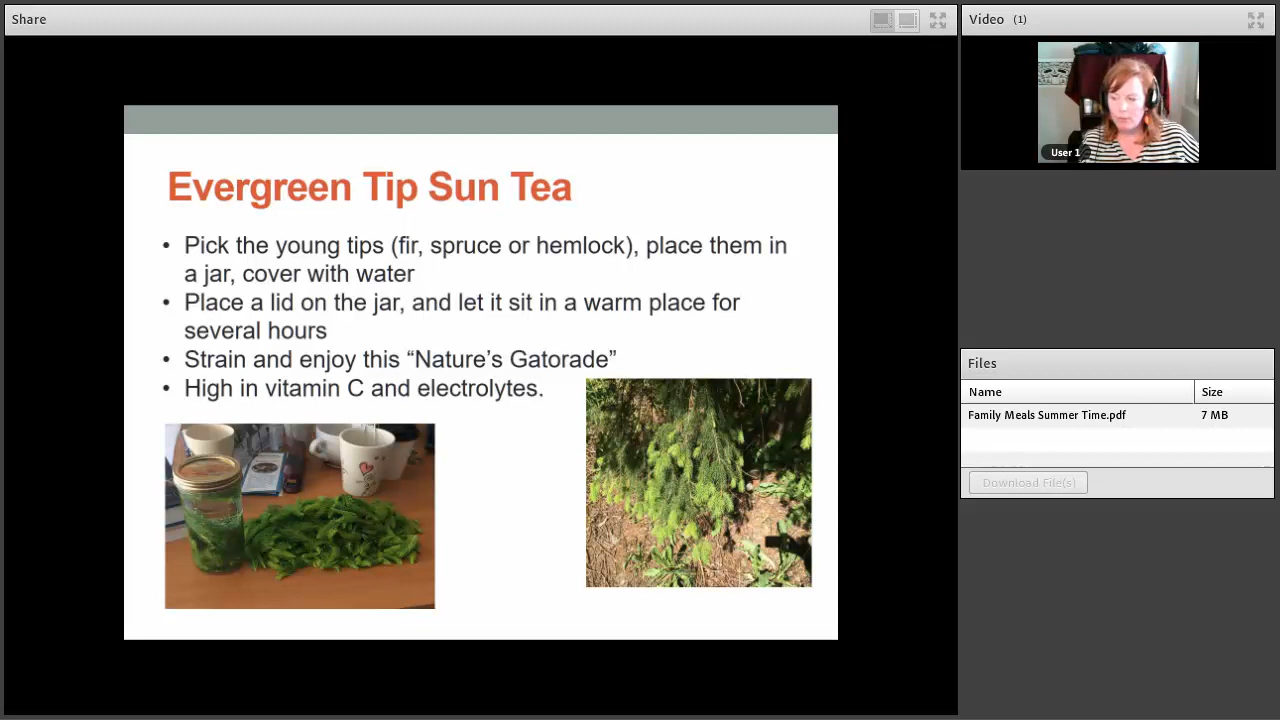 Share
Video (1)
User 1
Evergreen Tip Sun Tea
• Pick the young tips (fir, spruce or hemlock), place them in
a jar, cover with water
• Place a lid on the jar, and let it sit in a warm place for
several hours
• Strain and enjoy this “Nature’s Gatorade”
• High in vitamin C and electrolytes.
Files
Name Size
Family Meals Summer Time.pdf 7 MB
Download File(s)